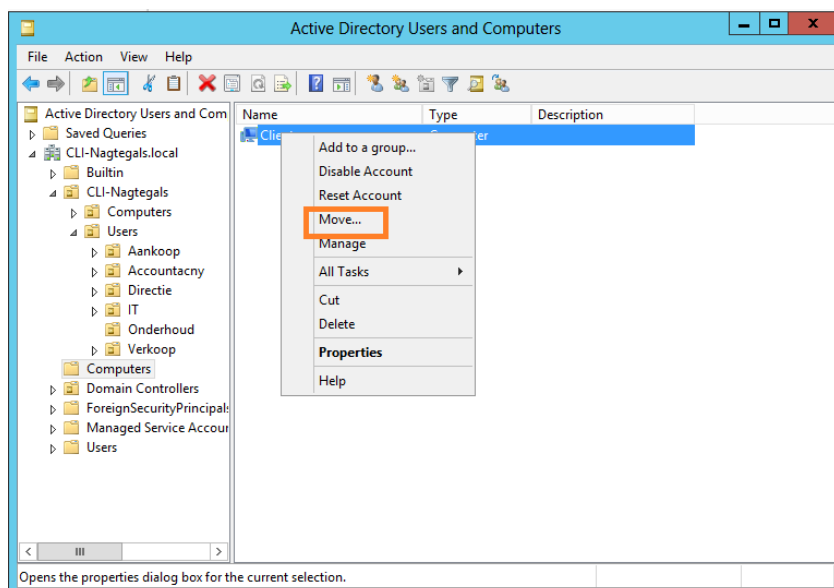 Active Directory Users and Computers
File Action View Help
Active Directory Users and Com
Saved Queries
CLI-Nagtegals.local
Builtin
CLI-Nagtegals
Computers
Users
Aankoop
Accountacny
Directie
IT
Onderhoud
Verkoop
Computers
Domain Controllers
ForeignSecurityPrincipal
Managed Service Accour
Users
Name Type Description
Add to a group...
Disable Account
Reset Account
Move...
Manage
All Tasks
Cut
Delete
Properties
Help
Opens the properties dialog box for the current selection.